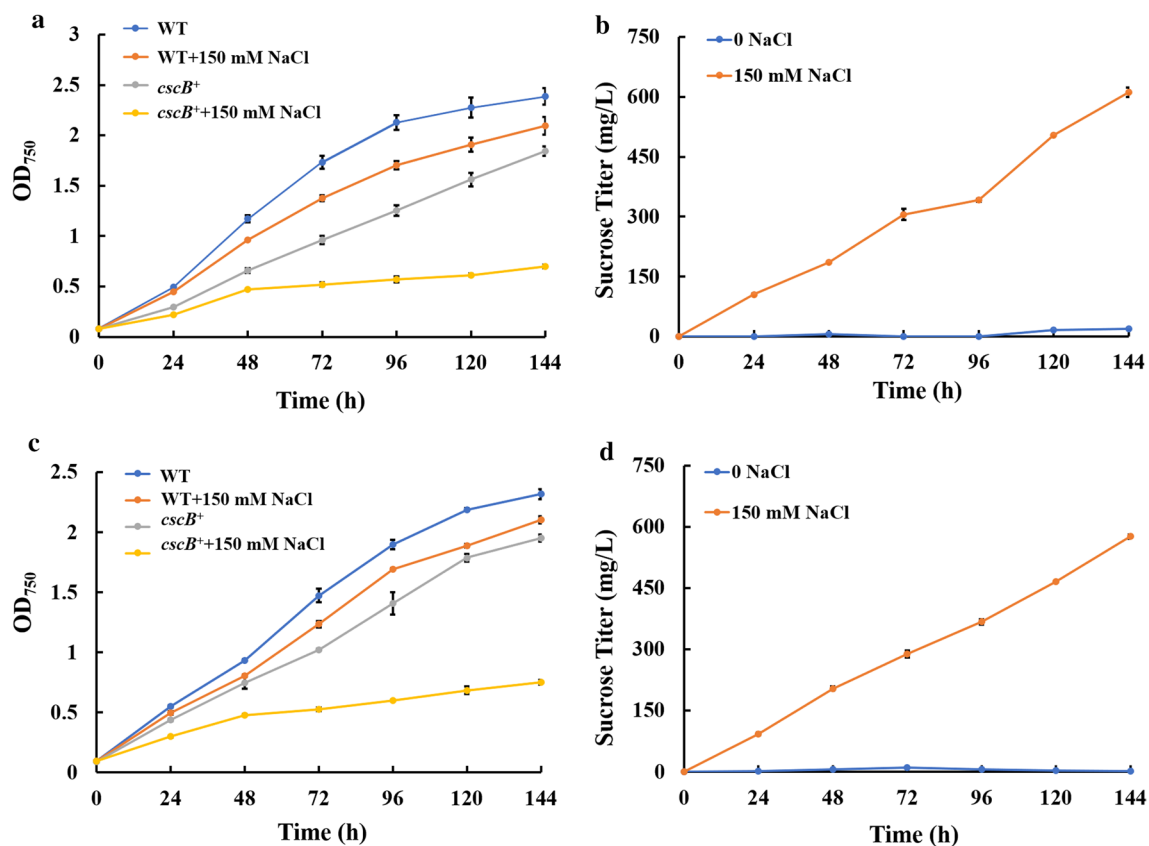 a
WT
WT+150 mM NaCl
cscB⁺
cscB⁺+150 mM NaCl
3
2.5
2
1.5
1
0.5
0
OD₇₅₀
0 24 48 72 96 120 144
Time (h)
b
0 NaCl
150 mM NaCl
750
600
450
300
150
0
Sucrose Titer (mg/L)
0 24 48 72 96 120 144
Time (h)
c
WT
WT+150 mM NaCl
cscB⁺
cscB⁺+150 mM NaCl
2.5
2
1.5
1
0.5
0
OD₇₅₀
0 24 48 72 96 120 144
Time (h)
d
0 NaCl
150 mM NaCl
750
600
450
300
150
0
Sucrose Titer (mg/L)
0 24 48 72 96 120 144
Time (h)